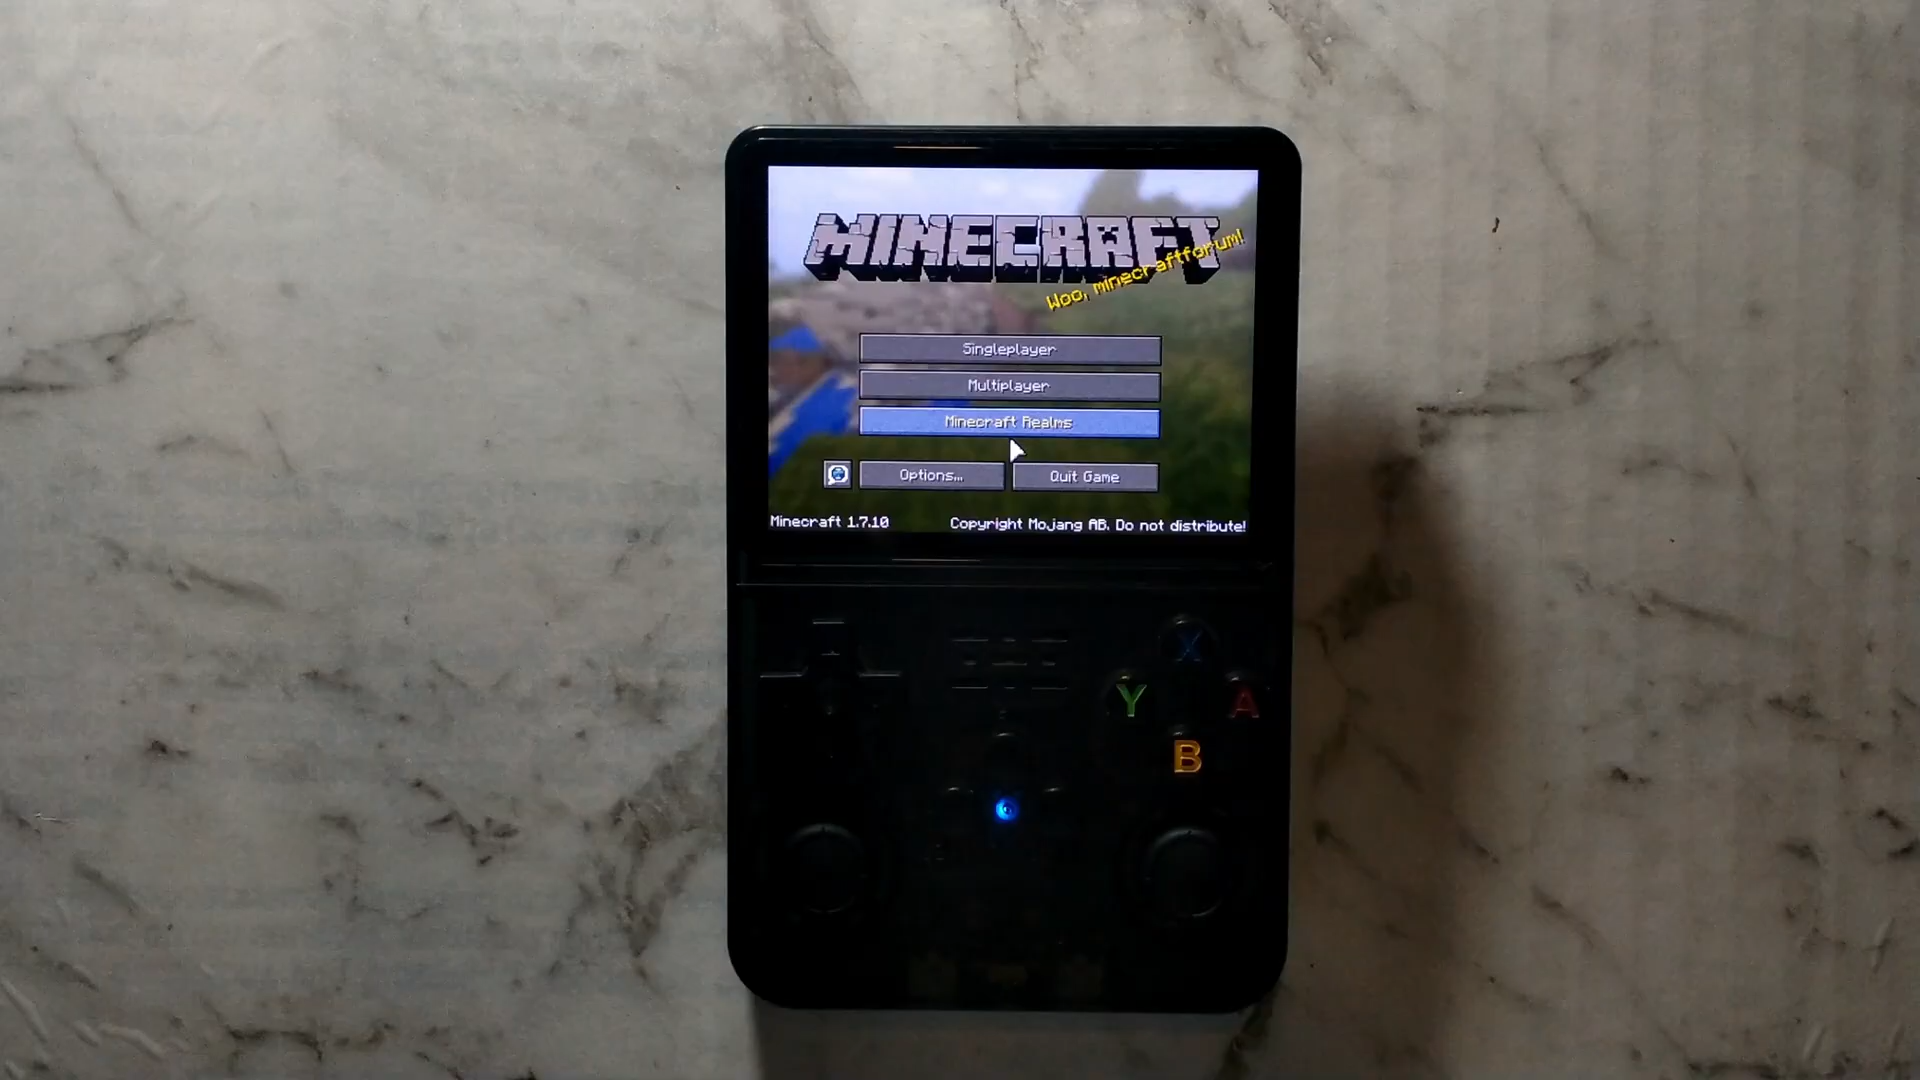 MINECRAFT
Woo, minecraftforum!
Singleplayer
Multiplayer
Minecraft Realms
Options...
Quit Game
Minecraft 1.7.10
Copyright Mojang AB. Do not distribute!
X
Y
A
B